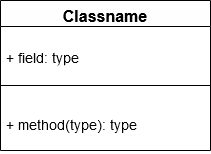 Classname
+ field: type
+ method(type): type